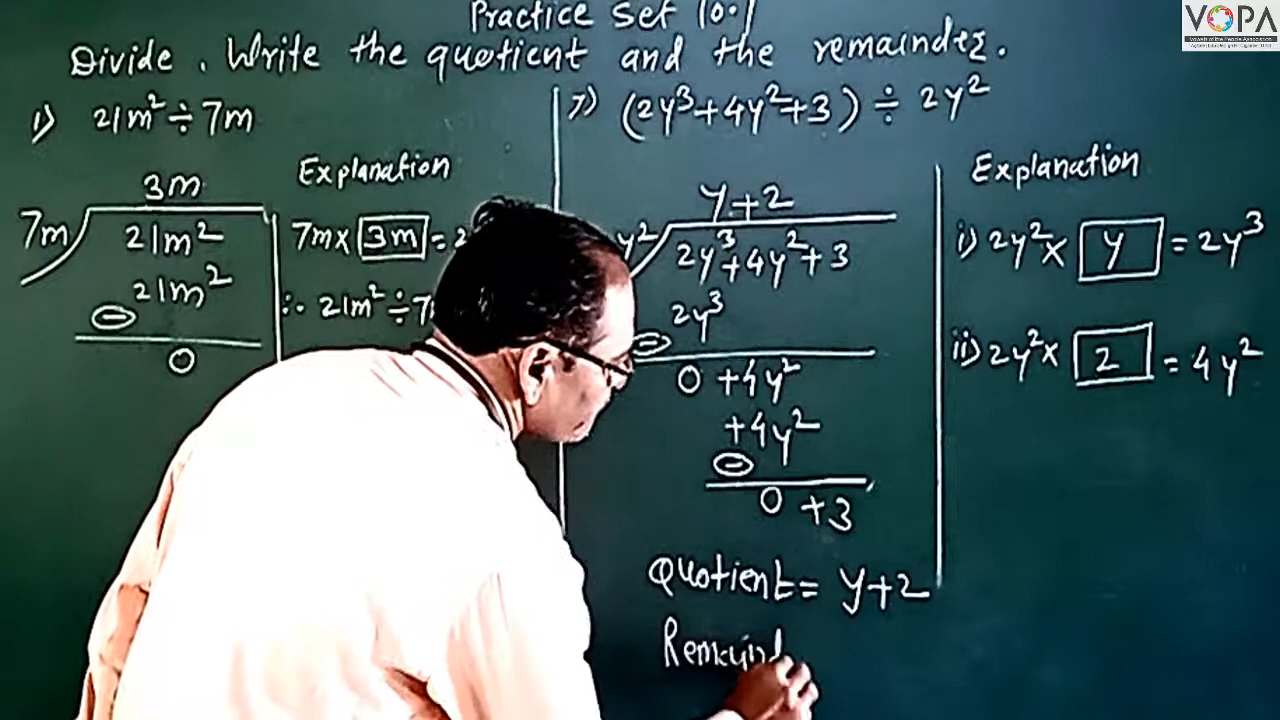 Practice Set 10.1
Divide. Write the quotient and the remainder.
1) 21m² ÷ 7m
3m
7m
21m²
21m²
−
0
Explanation
7m × 3m = 2
∴ 21m² ÷ 7
7) (2y³+4y²+3) ÷ 2y²
y+2
y²
2y³+4y²+3
2y³
−
0 +4y²
+4y²
−
0 +3
Quotient = y+2
Remaind
Explanation
i) 2y² × y = 2y³
ii) 2y² × 2 = 4y²
VOPA